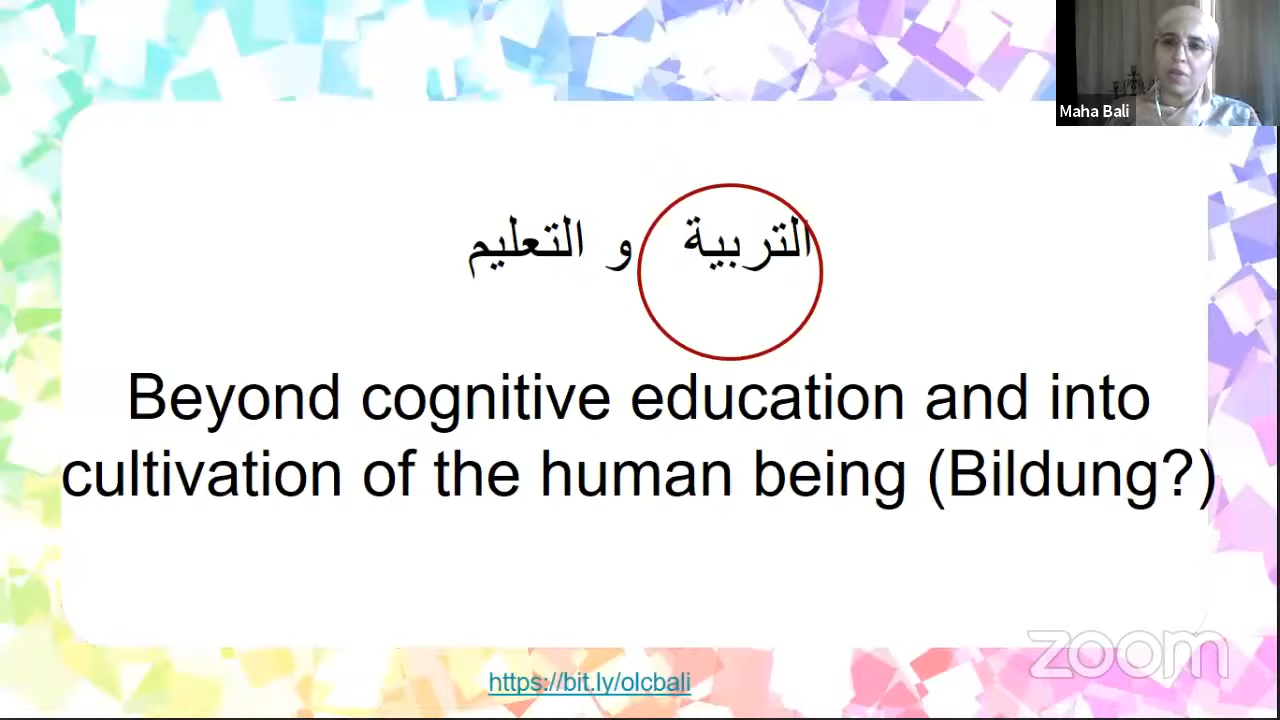 Maha Bali
التربية و التعليم
Beyond cognitive education and into
cultivation of the human being (Bildung?)
zoom
https://bit.ly/olcbali